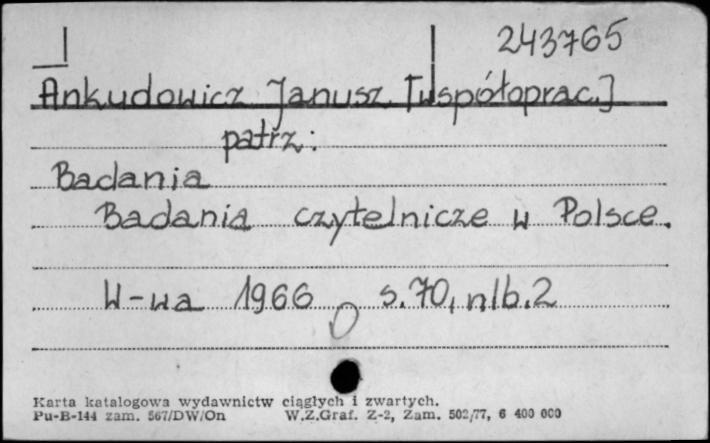 243765
Ankudowicz Janusz [współoprac.]
patrz:
Badania
Badania czytelnicze w Polsce.
W-wa 1966 s.70, nlb.2
Karta katalogowa wydawnictw ciągłych i zwartych.
Pu-B-144 zam. 567/DW/On W.Z.Graf. Z-2, Zam. 502/77, 6 400 000